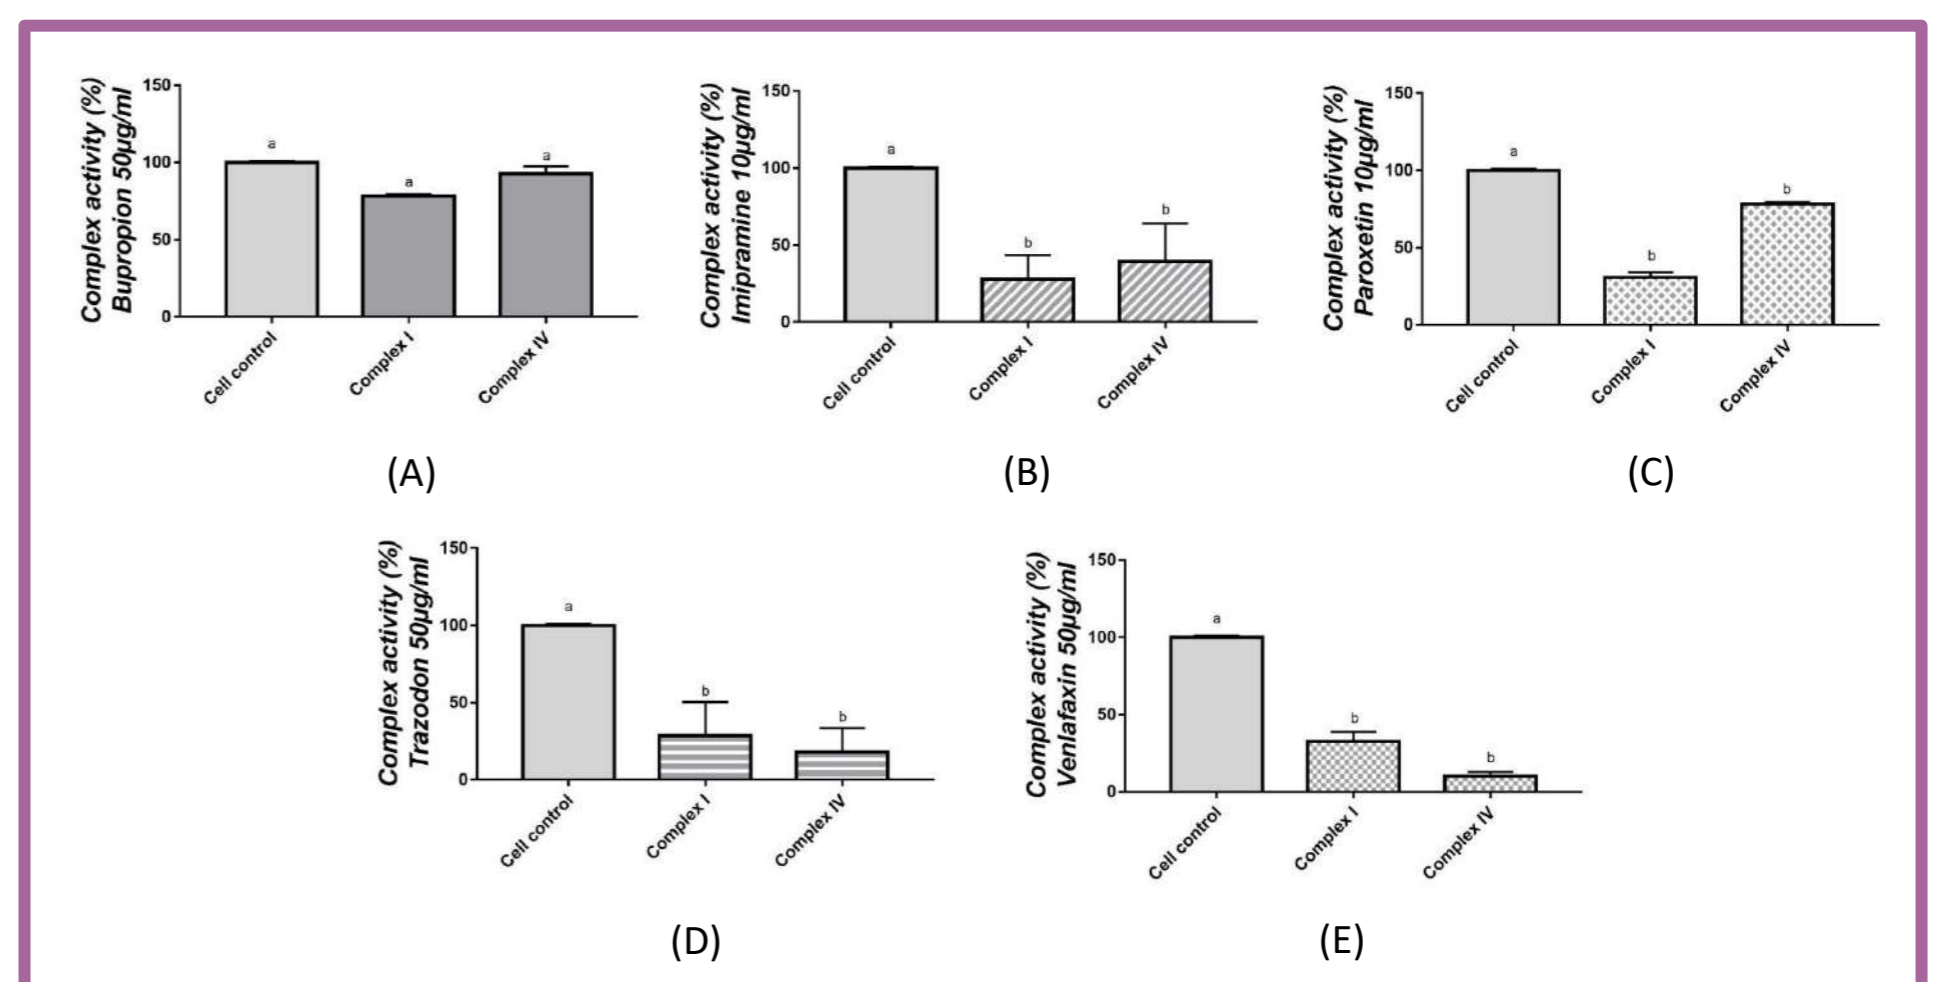 Complex activity (%)
Bupropion 50µg/ml
150
100
50
0
a
a
a
Cell control
Complex I
Complex IV
(A)
Complex activity (%)
Imipramine 10µg/ml
150
100
50
0
a
b
b
Cell control
Complex I
Complex IV
(B)
Complex activity (%)
Paroxetin 10µg/ml
150
100
50
0
a
b
b
Cell control
Complex I
Complex IV
(C)
Complex activity (%)
Trazodon 50µg/ml
150
100
50
0
a
b
b
Cell control
Complex I
Complex IV
(D)
Complex activity (%)
Venlafaxin 50µg/ml
150
100
50
0
a
b
b
Cell control
Complex I
Complex IV
(E)